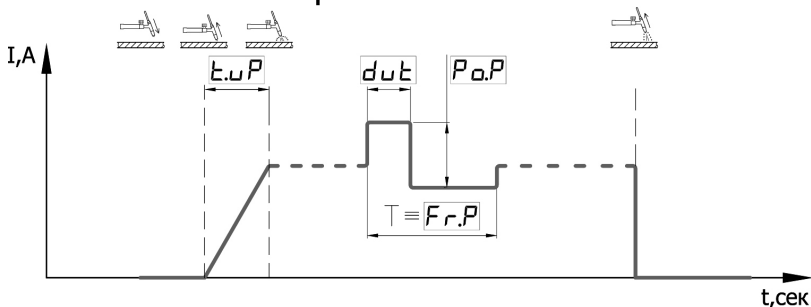 I,A
t.uP
dut
Po.P
T ≡ Fr.P
t,сек